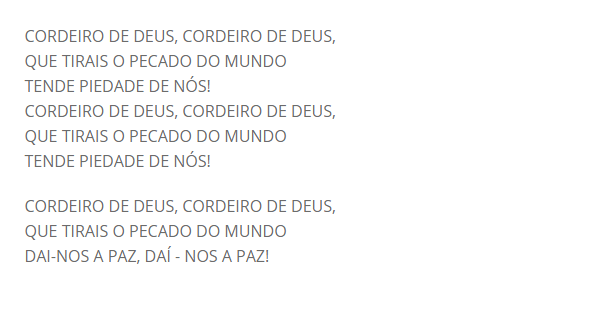 CORDEIRO DE DEUS, CORDEIRO DE DEUS,
QUE TIRAIS O PECADO DO MUNDO
TENDE PIEDADE DE NÓS!
CORDEIRO DE DEUS, CORDEIRO DE DEUS,
QUE TIRAIS O PECADO DO MUNDO
TENDE PIEDADE DE NÓS!
CORDEIRO DE DEUS, CORDEIRO DE DEUS,
QUE TIRAIS O PECADO DO MUNDO
DAI-NOS A PAZ, DAÍ - NOS A PAZ!